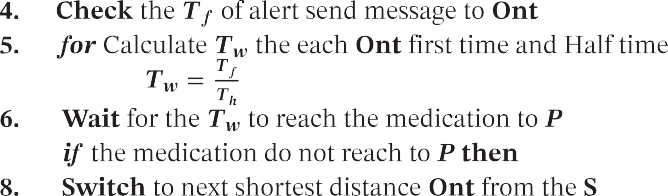 4. Check the T_f of alert send message to Ont
5. for Calculate T_w the each Ont first time and Half time
T_w = T_f / T_h
6. Wait for the T_w to reach the medication to P
if the medication do not reach to P then
8. Switch to next shortest distance Ont from the S